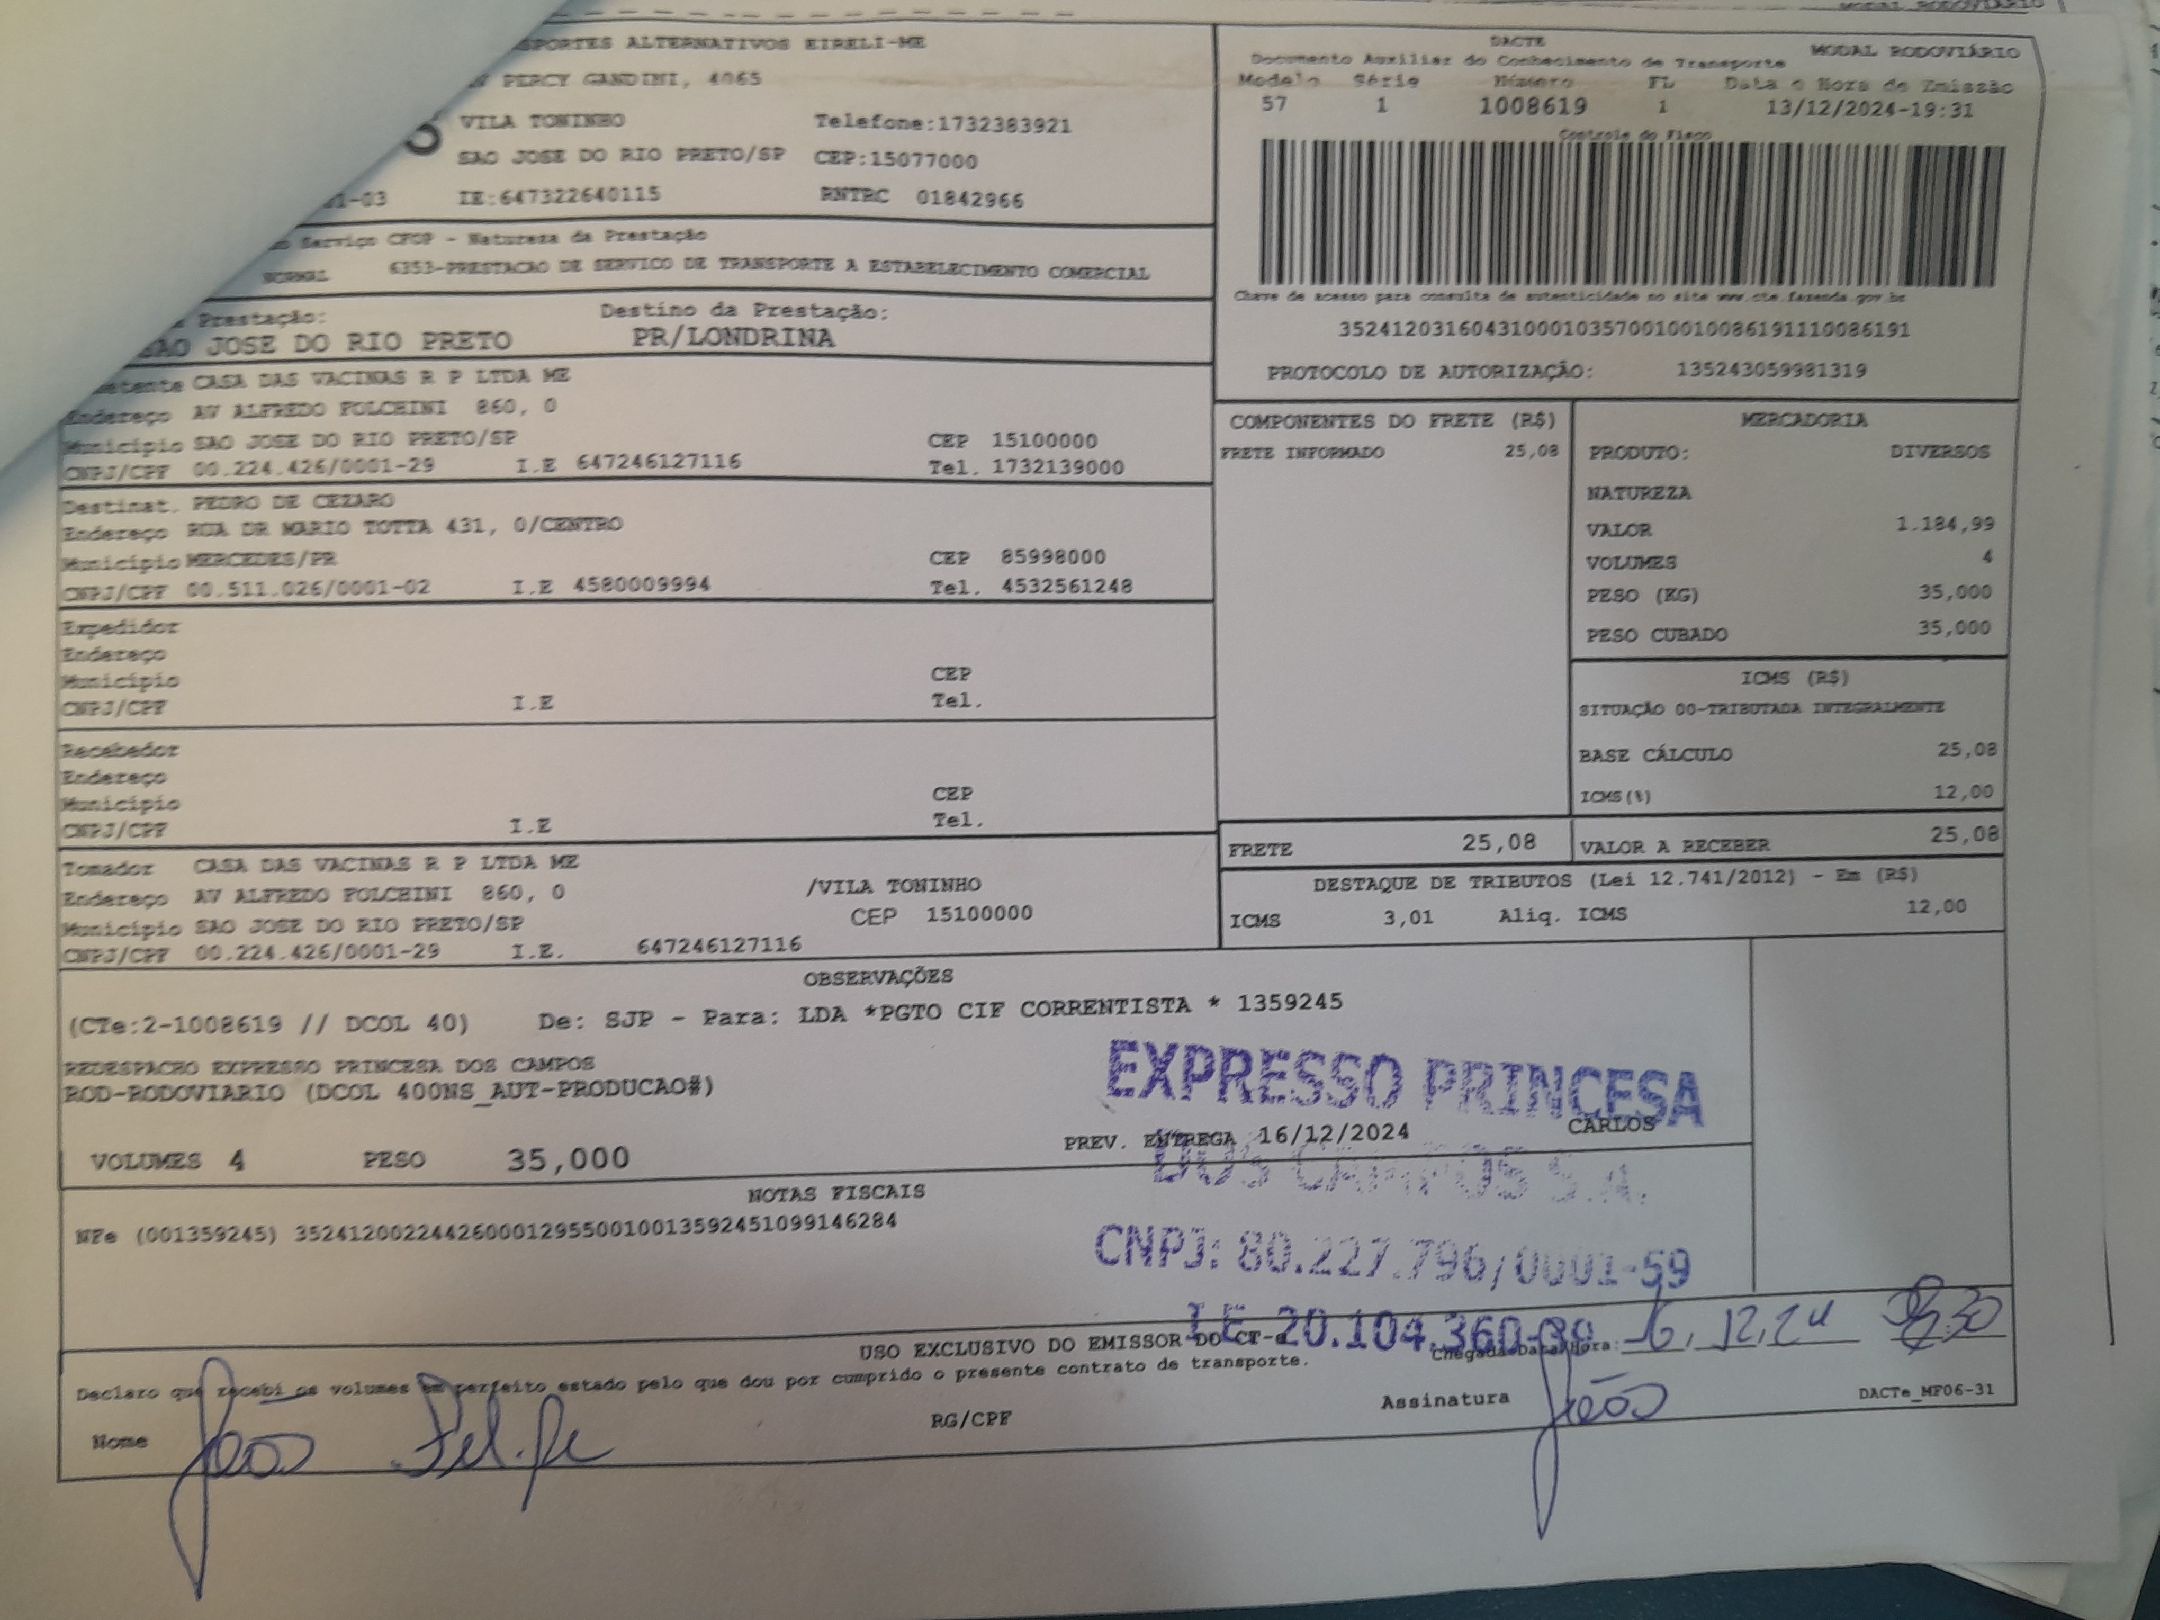 MODAL RODOVIÁRIO
SPORTES ALTERNATIVOS EIRELI-ME
PERCY GANDINI, 4065
VILA TONINHO Telefone:1732383921
SAO JOSE DO RIO PRETO/SP CEP:15077000
-03 IE:647322640115 RNTRC 01842966
DACTE
Documento Auxiliar do Conhecimento de Transporte MODAL RODOVIÁRIO
Modelo Série Número FL Data e Hora de Emissão
57 1 1008619 1 13/12/2024-19:31
Controle do Fisco
Chave de acesso para consulta de autenticidade no site www.cte.fazenda.gov.br
35241203160431000103570010010086191110086191
PROTOCOLO DE AUTORIZAÇÃO: 135243059981319
Serviço CFOP - Natureza da Prestação
NORMAL 6353-PRESTACAO DE SERVICO DE TRANSPORTE A ESTABELECIMENTO COMERCIAL
Prestação: Destino da Prestação:
SAO JOSE DO RIO PRETO PR/LONDRINA
etente CASA DAS VACINAS R P LTDA ME
Endereço AV ALFREDO FOLCHINI 860, 0
Município SAO JOSE DO RIO PRETO/SP CEP 15100000
CNPJ/CPF 00.224.426/0001-29 I.E 647246127116 Tel. 1732139000
Destinat. PEDRO DE CEZARO
Endereço RUA DR MARIO TOTTA 431, 0/CENTRO
Município MERCEDES/PR CEP 85998000
CNPJ/CPF 00.511.026/0001-02 I.E 4580009994 Tel. 4532561248
Expedidor
Endereço
Município CEP
CNPJ/CPF I.E Tel.
Recebedor
Endereço
Município CEP
CNPJ/CPF I.E Tel.
Tomador CASA DAS VACINAS R P LTDA ME
Endereço AV ALFREDO FOLCHINI 860, 0 /VILA TONINHO
Município SAO JOSE DO RIO PRETO/SP CEP 15100000
CNPJ/CPF 00.224.426/0001-29 I.E. 647246127116
COMPONENTES DO FRETE (R$)
FRETE INFORMADO 25,08
MERCADORIA
PRODUTO: DIVERSOS
NATUREZA
VALOR 1.184,99
VOLUMES 4
PESO (KG) 35,000
PESO CUBADO 35,000
ICMS (R$)
SITUAÇÃO 00-TRIBUTADA INTEGRALMENTE
BASE CÁLCULO 25,08
ICMS(%) 12,00
FRETE 25,08 VALOR A RECEBER 25,08
DESTAQUE DE TRIBUTOS (Lei 12.741/2012) - Em (R$)
ICMS 3,01 Aliq. ICMS 12,00
OBSERVAÇÕES
(CTe:2-1008619 // DCOL 40) De: SJP - Para: LDA *PGTO CIF CORRENTISTA * 1359245
REDESPACHO EXPRESSO PRINCESA DOS CAMPOS
ROD-RODOVIARIO (DCOL 400NS_AUT-PRODUCAO#)
VOLUMES 4 PESO 35,000 PREV. ENTREGA 16/12/2024 CARLOS
EXPRESSO PRINCESA
DOS CAMPOS S.A.
CNPJ: 80.227.796/0001-59
I.E 20.104.360-39
NOTAS FISCAIS
NFe (001359245) 35241200224426000129550010013592451099146284
USO EXCLUSIVO DO EMISSOR DO CT-e
Chegada Data/Hora: 16.12.24
Declaro que recebi os volumes em perfeito estado pelo que dou por cumprido o presente contrato de transporte.
Nome João Felipe RG/CPF Assinatura João DACTe_MF06-31